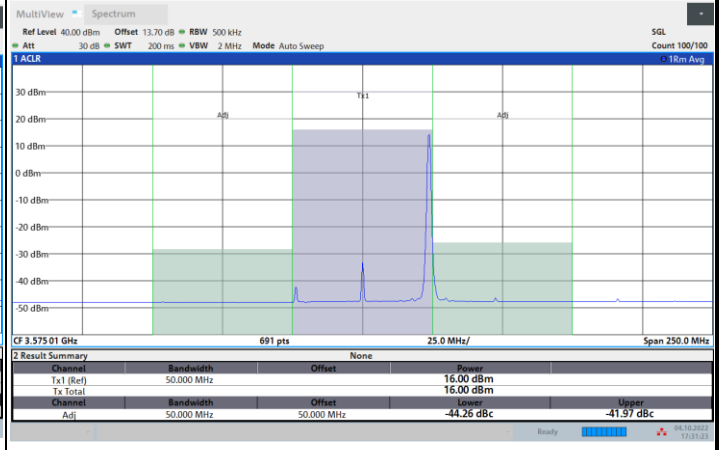 MultiView Spectrum
Ref Level 40.00 dBm Offset 13.70 dB RBW 500 kHz SGL
Att 30 dB SWT 200 ms VBW 2 MHz Mode Auto Sweep Count 100/100
1 ACLR 1Rm Avg
30 dBm
Tx1
20 dBm Adj Adj
10 dBm
0 dBm
-10 dBm
-20 dBm
-30 dBm
-40 dBm
-50 dBm
CF 3.575 01 GHz 691 pts 25.0 MHz/ Span 250.0 MHz
2 Result Summary None
Channel Bandwidth Offset Power
Tx1 (Ref) 50.000 MHz 16.00 dBm
Tx Total 16.00 dBm
Channel Bandwidth Offset Lower Upper
Adj 50.000 MHz 50.000 MHz -44.26 dBc -41.97 dBc
Ready 04.10.2022
17:31:23